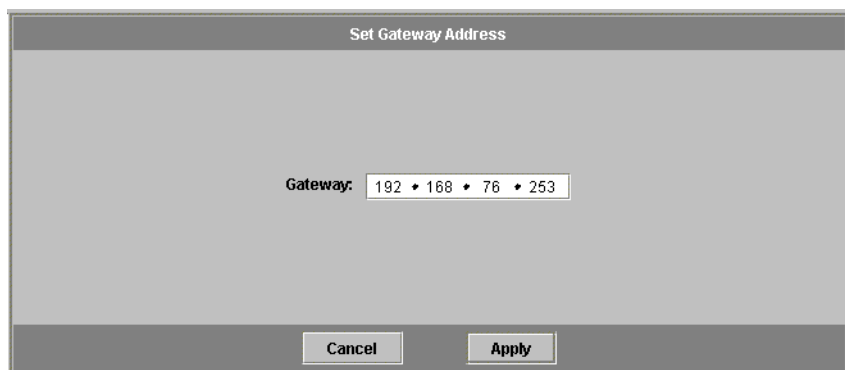 Set Gateway Address
Gateway: 192 • 168 • 76 • 253
Cancel Apply